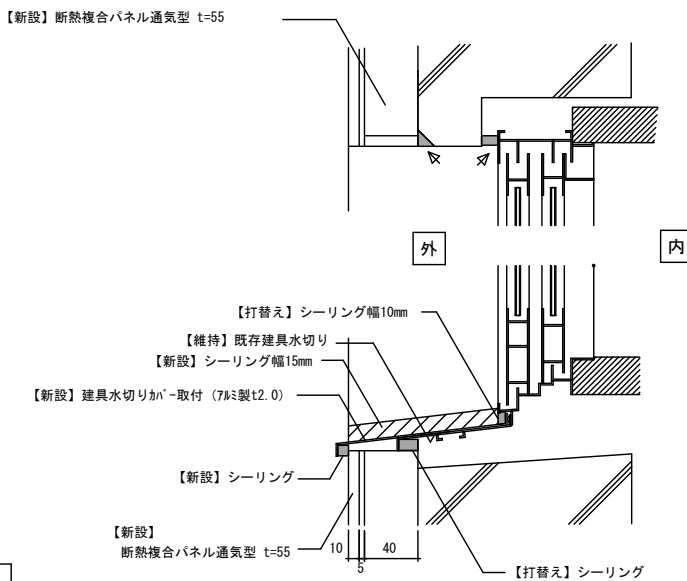 【新設】断熱複合パネル通気型 t=55
外
内
【打替え】シーリング幅10mm
【維持】既存建具水切り
【新設】シーリング幅15mm
【新設】建具水切りｶﾊﾞｰ取付（ｱﾙﾐ製t2.0）
【新設】シーリング
【新設】
断熱複合パネル通気型 t=55
10
40
5
【打替え】シーリング